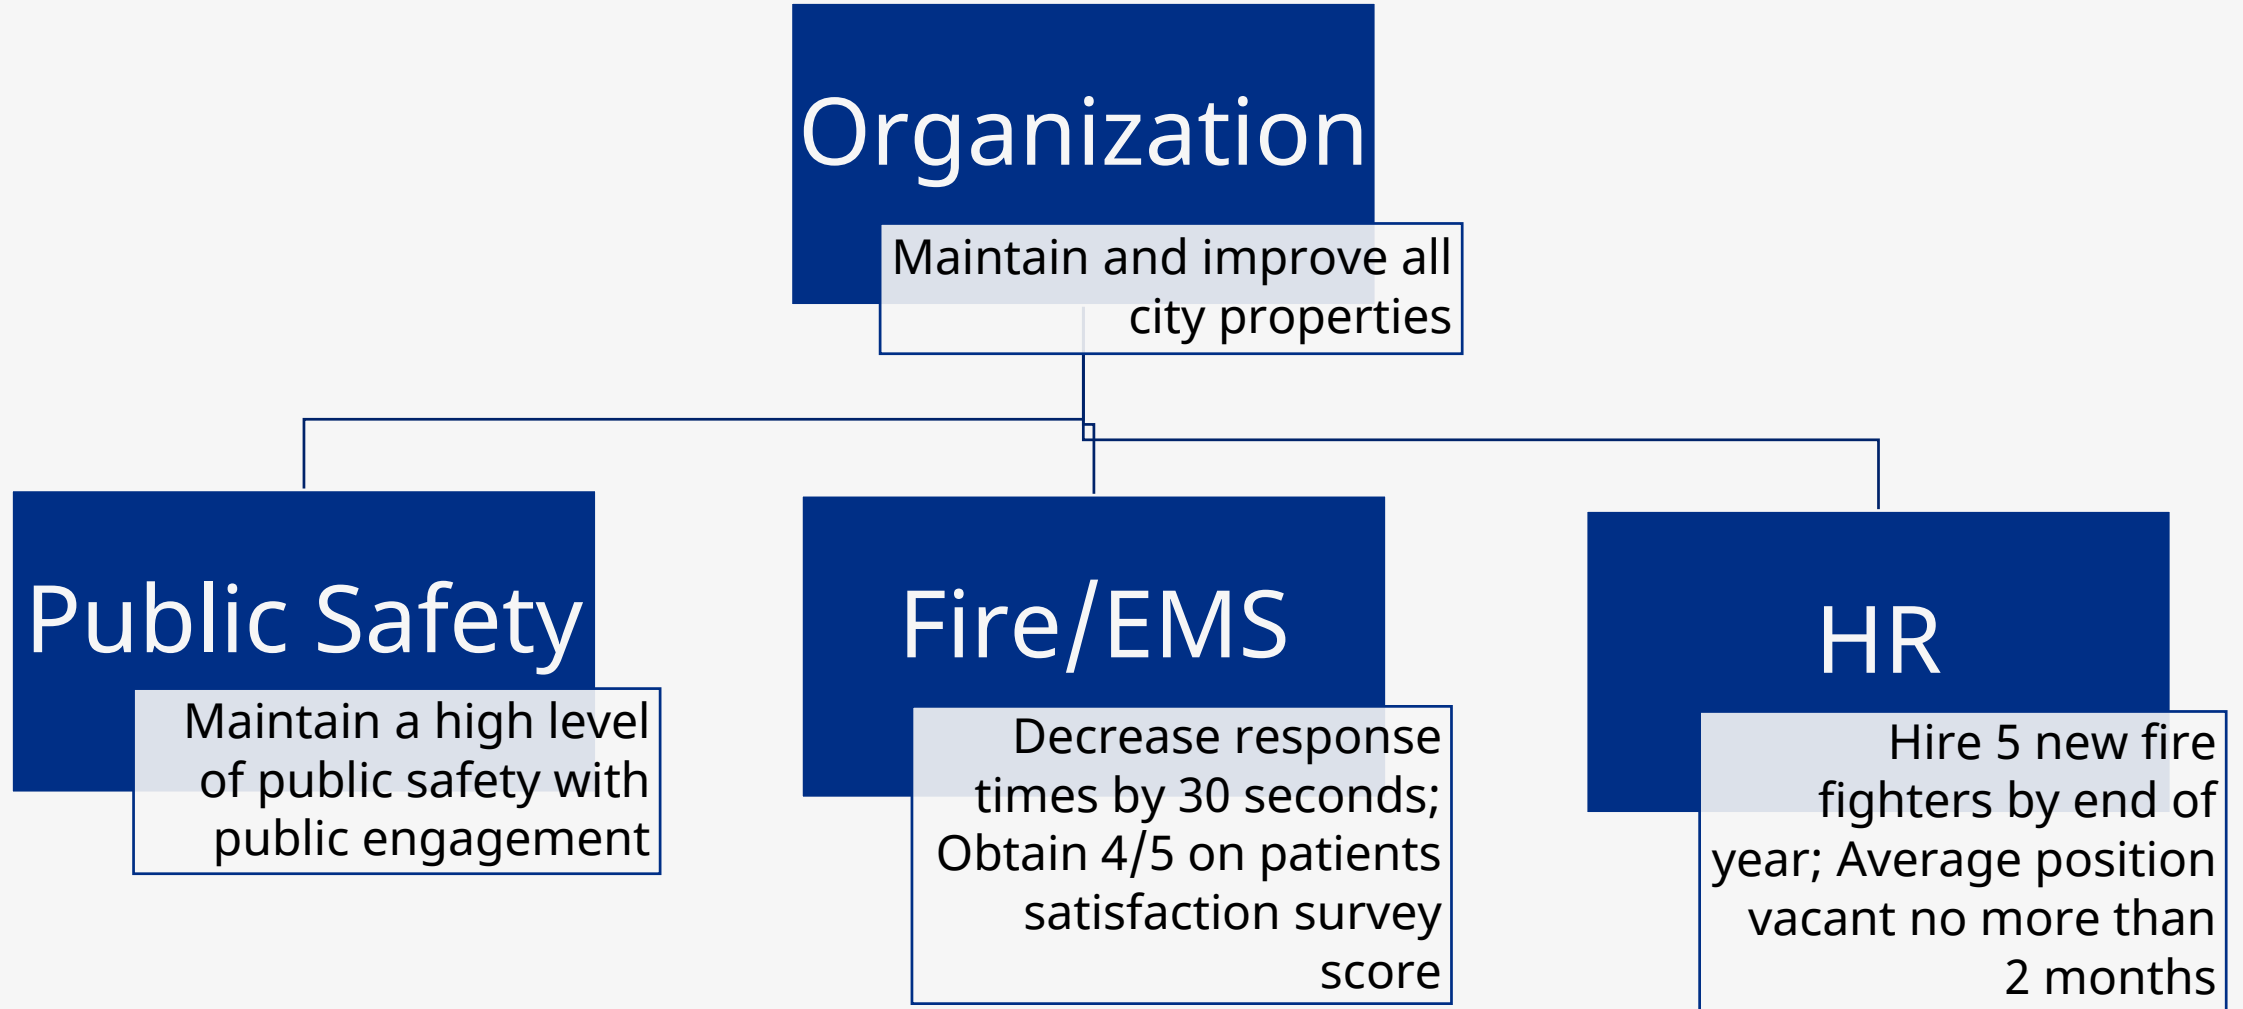 Organization
Maintain and improve all
city properties
Public Safety
Maintain a high level
of public safety with
public engagement
Fire/EMS
Decrease response
times by 30 seconds;
Obtain 4/5 on patients
satisfaction survey
score
HR
Hire 5 new fire
fighters by end of
year; Average position
vacant no more than
2 months